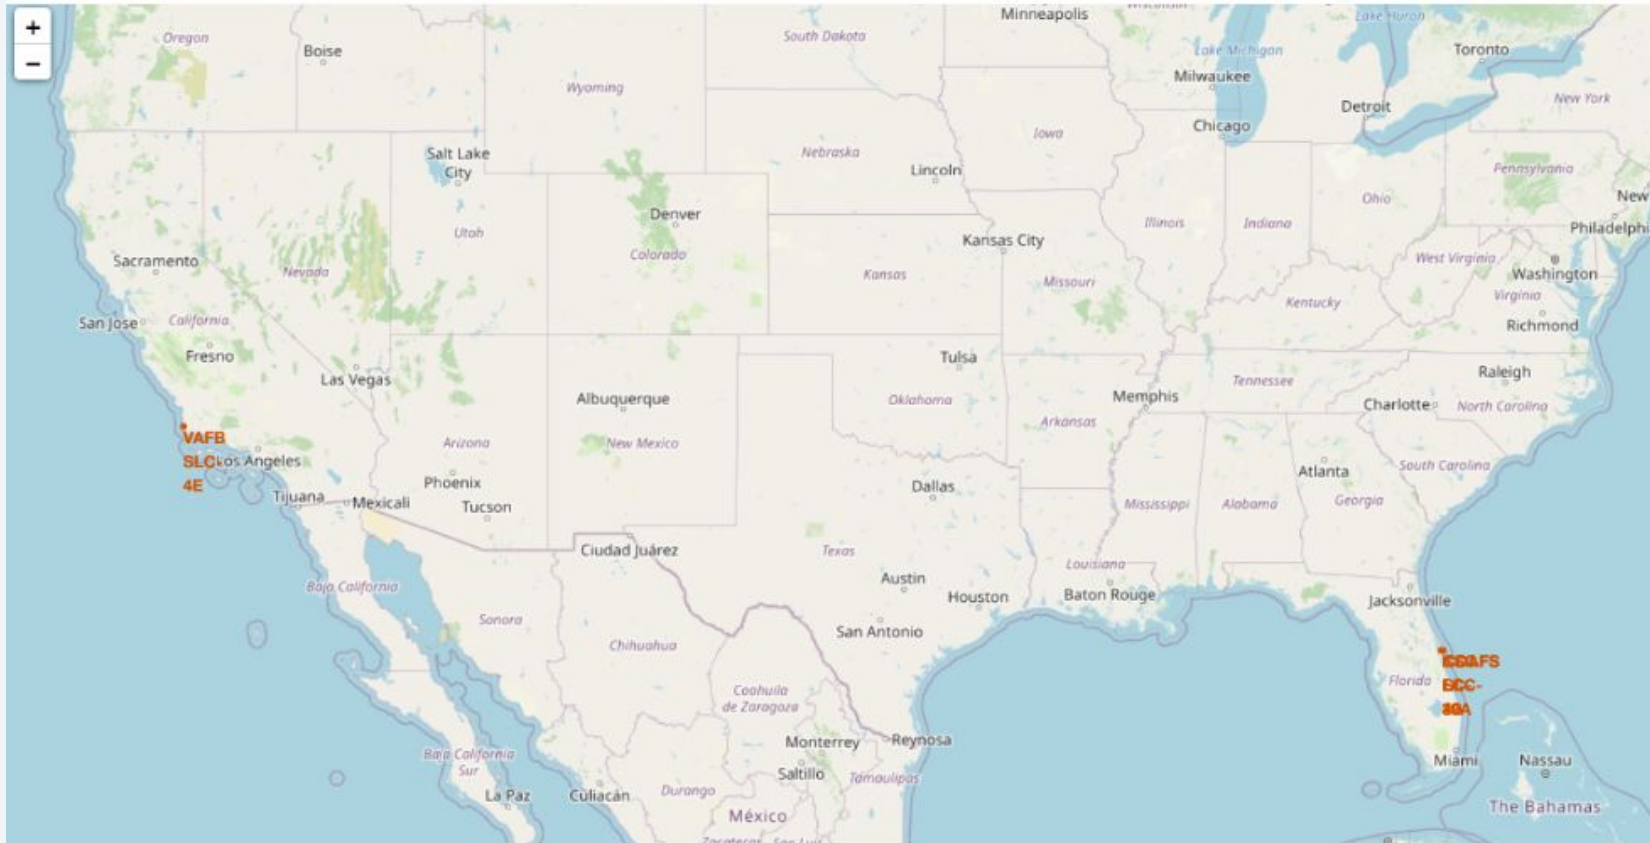 +
−
Oregon
Boise
South Dakota
Minneapolis
Wisconsin
Lake Huron
Lake Michigan
Toronto
Milwaukee
Wyoming
Detroit
New York
Chicago
Iowa
Salt Lake
City
Nebraska
Lincoln
Pennsylvania
Ohio
New
Denver
Illinois
Indiana
Philadelphi
Utah
Kansas City
Colorado
Sacramento
Nevada
Kansas
Missouri
West Virginia
Washington
Kentucky
Virginia
San Jose
California
Richmond
Fresno
Tulsa
Las Vegas
Tennessee
Raleigh
Albuquerque
Oklahoma
Memphis
Charlotte
North Carolina
Arkansas
VAFB
SLC-
4E
Los Angeles
Arizona
New Mexico
Atlanta
South Carolina
Phoenix
Dallas
Tijuana
Mexicali
Tucson
Mississippi
Alabama
Georgia
Ciudad Juárez
Texas
Louisiana
Austin
Baja California
Houston
Baton Rouge
Jacksonville
Sonora
San Antonio
Chihuahua
Florida
Coahuila
de Zaragoza
Monterrey
Reynosa
Baja California
Sur
Saltillo
Tamaulipas
Miami
Nassau
La Paz
Culiacán
Durango
México
The Bahamas
Zacatecas
San Luis